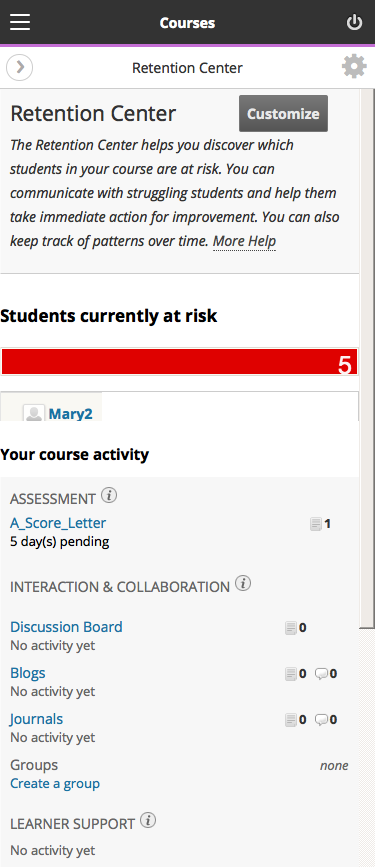 Courses
Retention Center
Retention Center
Customize
The Retention Center helps you discover which
students in your course are at risk. You can
communicate with struggling students and help them
take immediate action for improvement. You can also
keep track of patterns over time. More Help
Students currently at risk
5
Mary2
Your course activity
ASSESSMENT i
A_Score_Letter 1
5 day(s) pending
INTERACTION & COLLABORATION i
Discussion Board 0
No activity yet
Blogs 0 0
No activity yet
Journals 0 0
No activity yet
Groups none
Create a group
LEARNER SUPPORT i
No activity yet